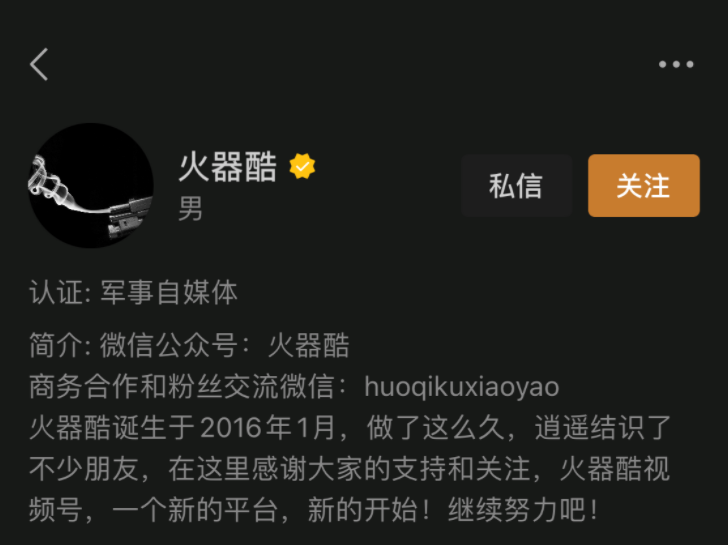 火器酷
男
私信
关注
认证: 军事自媒体
简介: 微信公众号：火器酷
商务合作和粉丝交流微信：huoqikuxiaoyao
火器酷诞生于2016年1月，做了这么久，逍遥结识了
不少朋友，在这里感谢大家的支持和关注，火器酷视
频号，一个新的平台，新的开始！继续努力吧！